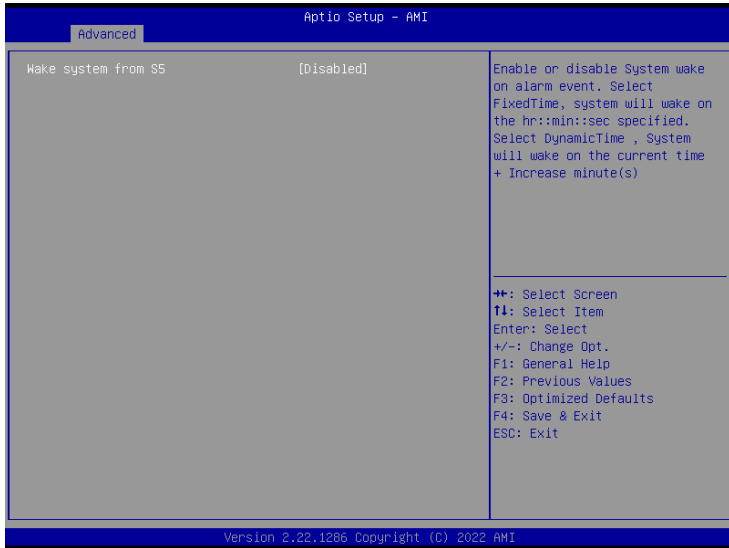 Aptio Setup - AMI
Advanced
Wake system from S5 [Disabled]
Enable or disable System wake
on alarm event. Select
FixedTime, system will wake on
the hr::min::sec specified.
Select DynamicTime , System
will wake on the current time
+ Increase minute(s)
→←: Select Screen
↑↓: Select Item
Enter: Select
+/-: Change Opt.
F1: General Help
F2: Previous Values
F3: Optimized Defaults
F4: Save & Exit
ESC: Exit
Version 2.22.1286 Copyright (C) 2022 AMI